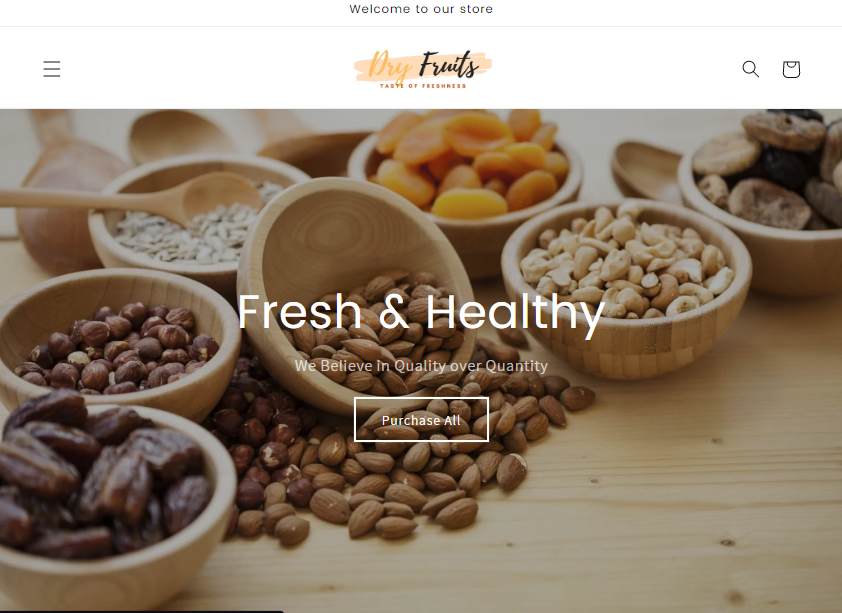 Welcome to our store
Dry Fruits
TASTE OF FRESHNESS
Fresh & Healthy
We Believe in Quality over Quantity
Purchase All